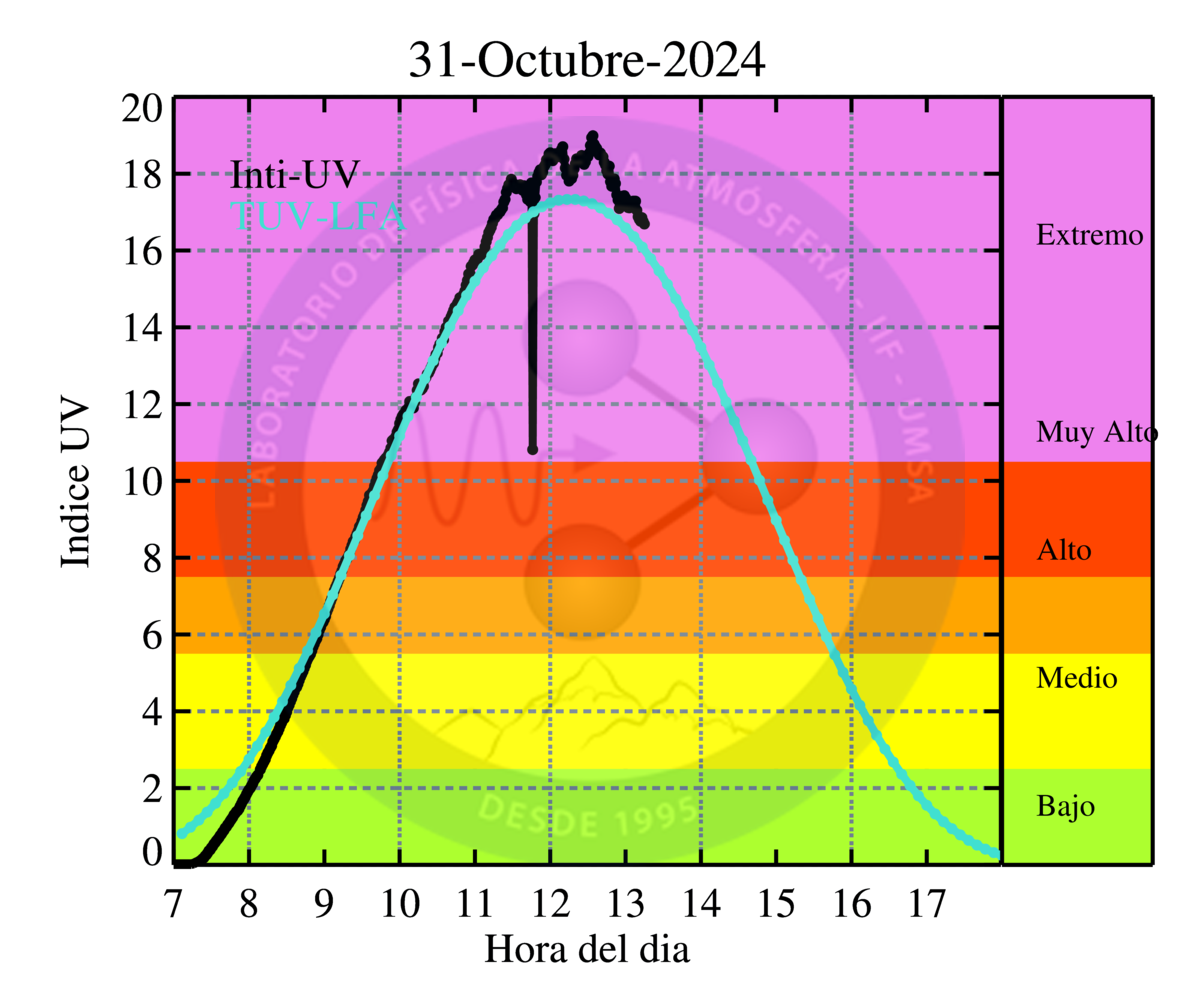 31-Octubre-2024
20
18
16
14
12
10
8
6
4
2
0
Indice UV
Inti-UV
TUV-LFA
LABORATORIO DE FÍSICA DE LA ATMÓSFERA - IIF - UMSA
DESDE 1995
Extremo
Muy Alto
Alto
Medio
Bajo
7 8 9 10 11 12 13 14 15 16 17
Hora del dia